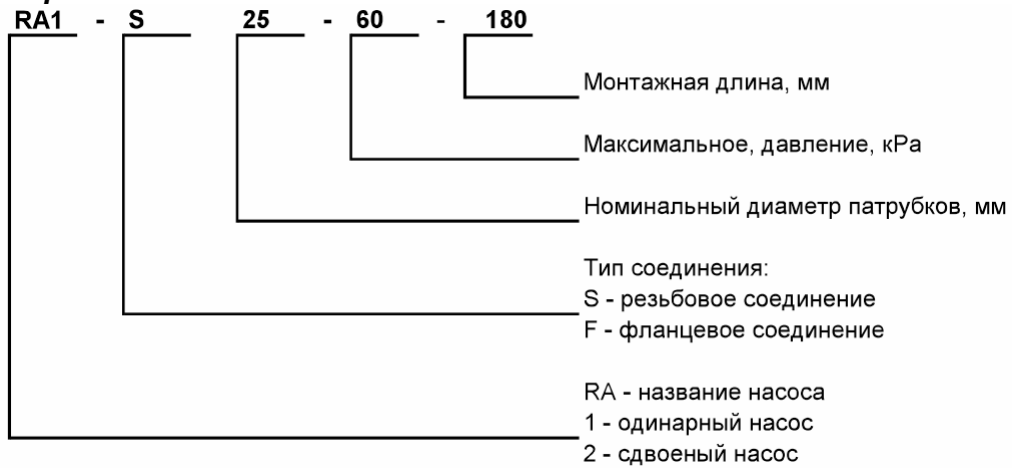 RA1 - S 25 - 60 - 180
Монтажная длина, мм
Максимальное, давление, кРа
Номинальный диаметр патрубков, мм
Тип соединения:
S - резьбовое соединение
F - фланцевое соединение
RA - название насоса
1 - одинарный насос
2 - сдвоеный насос